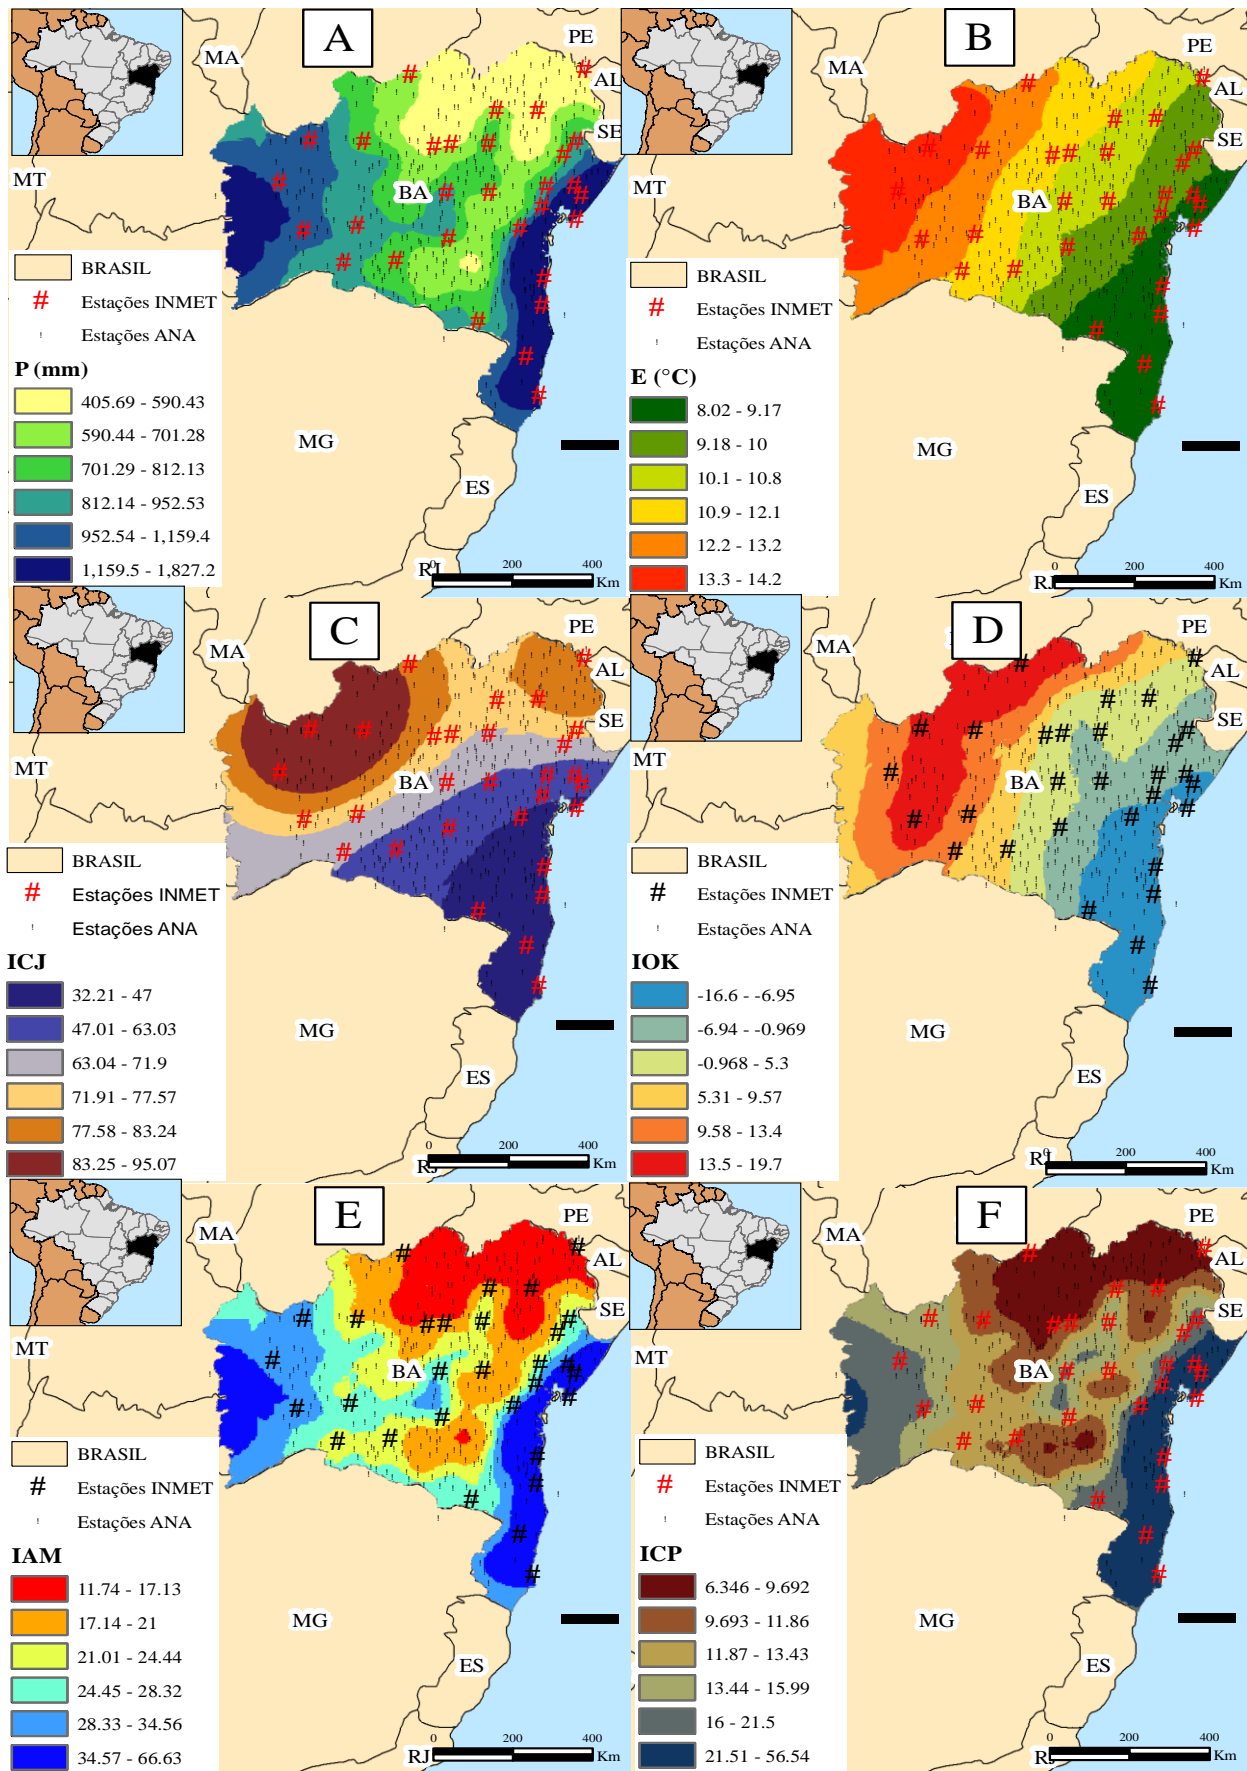 A
MA
PE
AL
SE
MT
BA
BRASIL
# Estações INMET
Estações ANA
P (mm)
405.69 - 590.43
590.44 - 701.28
701.29 - 812.13
812.14 - 952.53
952.54 - 1,159.4
1,159.5 - 1,827.2
MG
ES
RJ
0 200 400
Km
B
MA
PE
AL
SE
MT
BA
BRASIL
# Estações INMET
Estações ANA
E (°C)
8.02 - 9.17
9.18 - 10
10.1 - 10.8
10.9 - 12.1
12.2 - 13.2
13.3 - 14.2
MG
ES
RJ
0 200 400
Km
C
MA
PE
AL
SE
MT
BA
BRASIL
# Estações INMET
Estações ANA
ICJ
32.21 - 47
47.01 - 63.03
63.04 - 71.9
71.91 - 77.57
77.58 - 83.24
83.25 - 95.07
MG
ES
RJ
0 200 400
Km
D
MA
PE
AL
SE
MT
BA
BRASIL
# Estações INMET
Estações ANA
IOK
-16.6 - -6.95
-6.94 - -0.969
-0.968 - 5.3
5.31 - 9.57
9.58 - 13.4
13.5 - 19.7
MG
ES
RJ
0 200 400
Km
E
MA
PE
AL
SE
MT
BA
BRASIL
# Estações INMET
Estações ANA
IAM
11.74 - 17.13
17.14 - 21
21.01 - 24.44
24.45 - 28.32
28.33 - 34.56
34.57 - 66.63
MG
ES
RJ
0 200 400
Km
F
MA
PE
AL
SE
MT
BA
BRASIL
# Estações INMET
Estações ANA
ICP
6.346 - 9.692
9.693 - 11.86
11.87 - 13.43
13.44 - 15.99
16 - 21.5
21.51 - 56.54
MG
ES
RJ
0 200 400
Km